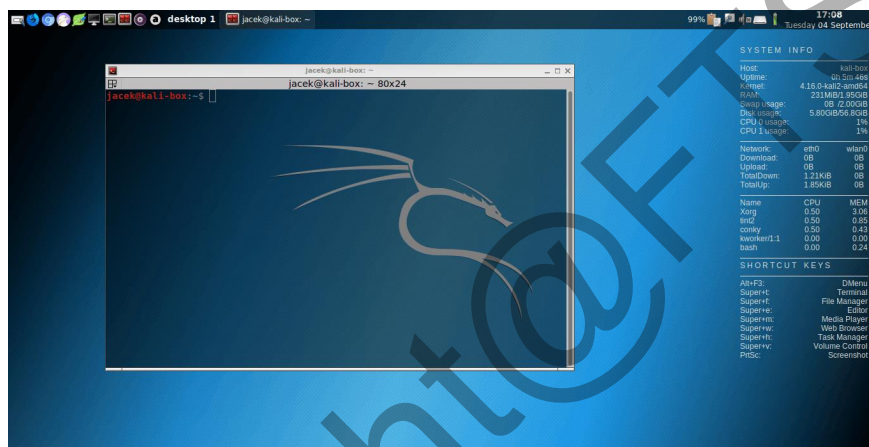 desktop 1 jacek@kali-box: ~ 99% 17:08
Tuesday 04 Septembe
jacek@kali-box: ~
jacek@kali-box: ~ 80x24
jacek@kali-box:~$
SYSTEM INFO
Host: kali-box
Uptime: 0h 5m 46s
Kernel: 4.16.0-kali2-amd64
RAM: 231MiB/1.95GiB
Swap usage: 0B /2.00GiB
Disk usage: 5.80GiB/56.8GiB
CPU 0 usage: 1%
CPU 1 usage: 1%
Network: eth0 wlan0
Download: 0B 0B
Upload: 0B 0B
TotalDown: 1.21KiB 0B
TotalUp: 1.85KiB 0B
Name CPU MEM
Xorg 0.50 3.06
tint2 0.50 0.85
conky 0.50 0.43
kworker/1:1 0.00 0.00
bash 0.00 0.24
SHORTCUT KEYS
Alt+F3: DMenu
Super+t: Terminal
Super+f: File Manager
Super+e: Editor
Super+m: Media Player
Super+w: Web Browser
Super+h: Task Manager
Super+v: Volume Control
PrtSc: Screenshot
ht@FTS